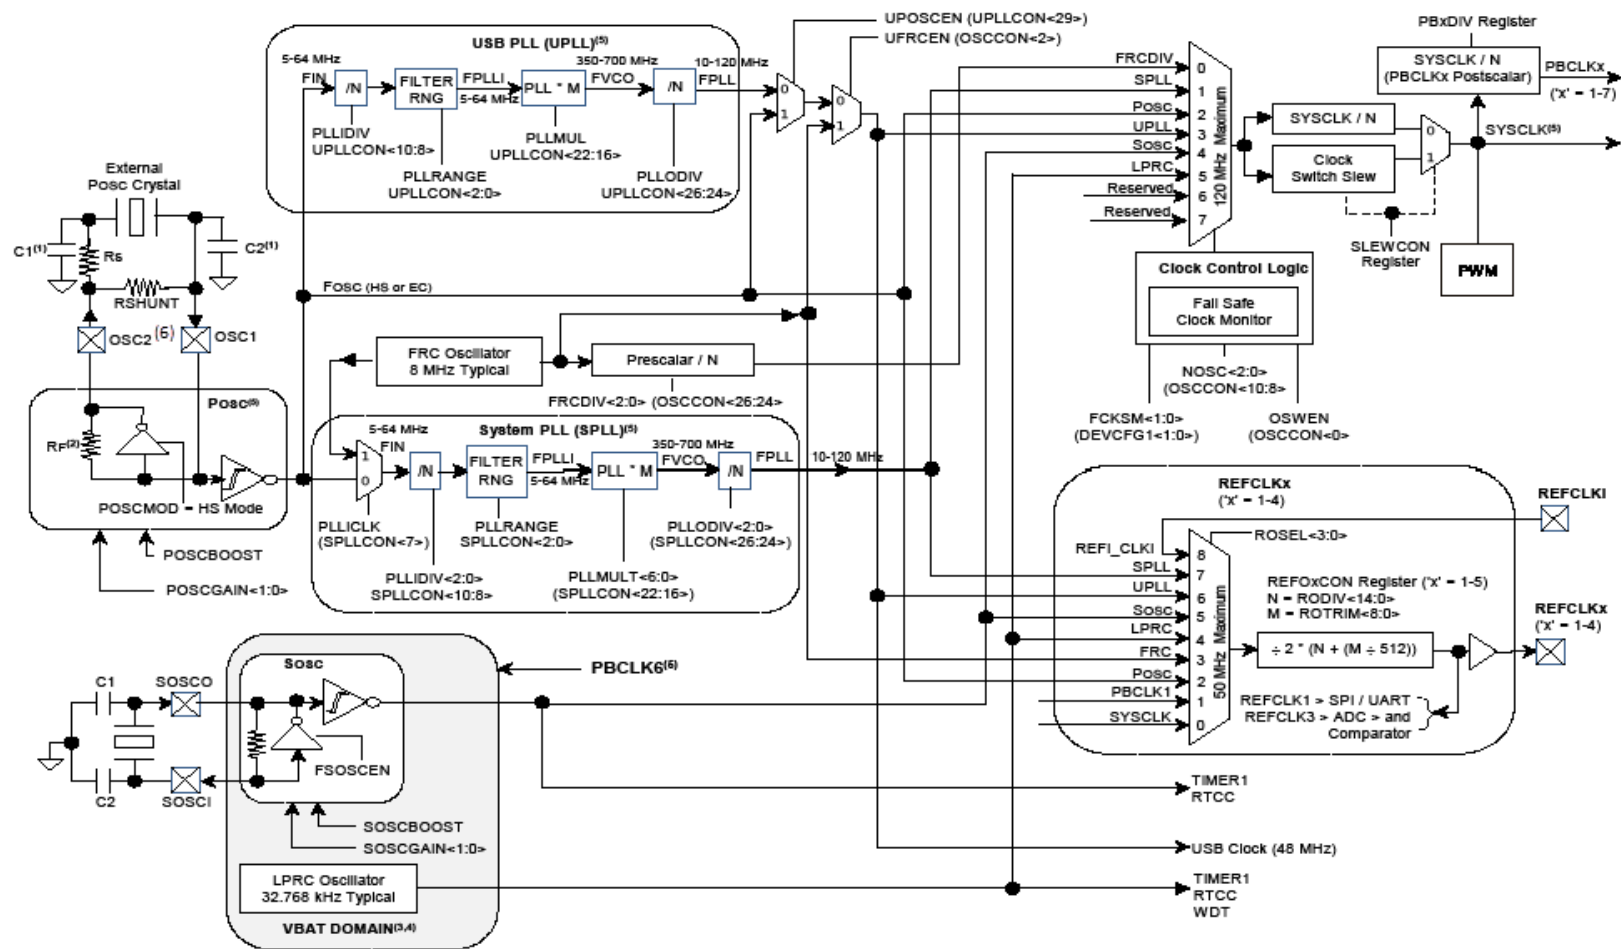 USB PLL (UPLL)(5)
5-64 MHz
FIN
/N
FILTER
RNG
FPLLI
5-64 MHz
PLL * M
350-700 MHz
FVCO
/N
10-120 MHz
FPLL
PLLIDIV
UPLLCON<10:8>
PLLRANGE
UPLLCON<2:0>
PLLMUL
UPLLCON<22:16>
PLLODIV
UPLLCON<26:24>
UPOSCEN (UPLLCON<29>)
UFRCEN (OSCCON<2>)
0
1
0
1
FRCDIV
SPLL
POSC
UPLL
SOSC
LPRC
Reserved
Reserved
0
1
2
3
4
5
6
7
120 MHz Maximum
SYSCLK / N
Clock
Switch Slew
0
1
SLEWCON
Register
PBxDIV Register
SYSCLK / N
(PBCLKx Postscalar)
PBCLKx
('x' = 1-7)
SYSCLK(5)
PWM
Clock Control Logic
Fail Safe
Clock Monitor
NOSC<2:0>
(OSCCON<10:8>
FCKSM<1:0>
(DEVCFG1<1:0>)
OSWEN
(OSCCON<0>
External
POSC Crystal
C1(1)
RS
C2(1)
RSHUNT
OSC2
(6)
OSC1
POSC(5)
RF(2)
POSCMOD = HS Mode
POSCBOOST
POSCGAIN<1:0>
FOSC (HS or EC)
FRC Oscillator
8 MHz Typical
Prescalar / N
FRCDIV<2:0> (OSCCON<26:24>
System PLL (SPLL)(5)
5-64 MHz
FIN
1
0
/N
FILTER
RNG
FPLLI
5-64 MHz
PLL * M
350-700 MHz
FVCO
/N
FPLL
10-120 MHz
PLLICLK
(SPLLCON<7>)
PLLRANGE
SPLLCON<2:0>
PLLODIV<2:0>
(SPLLCON<26:24>)
PLLIDIV<2:0>
SPLLCON<10:8>
PLLMULT<6:0>
(SPLLCON<22:16>)
REFCLKx
('x' = 1-4)
REFCLKI
ROSEL<3:0>
REFI_CLKI
SPLL
UPLL
SOSC
LPRC
FRC
POSC
PBCLK1
SYSCLK
8
7
6
5
4
3
2
1
0
50 MHz Maximum
REFOxCON Register ('x' = 1-5)
N = RODIV<14:0>
M = ROTRIM<8:0>
÷ 2 * (N + (M ÷ 512))
REFCLKx
('x' = 1-4)
REFCLK1 > SPI / UART
REFCLK3 > ADC > and
Comparator
SOSC
PBCLK6(5)
C1
SOSCO
C2
SOSCI
FSOSCEN
SOSCBOOST
SOSCGAIN<1:0>
LPRC Oscillator
32.768 kHz Typical
VBAT DOMAIN(3,4)
TIMER1
RTCC
USB Clock (48 MHz)
TIMER1
RTCC
WDT